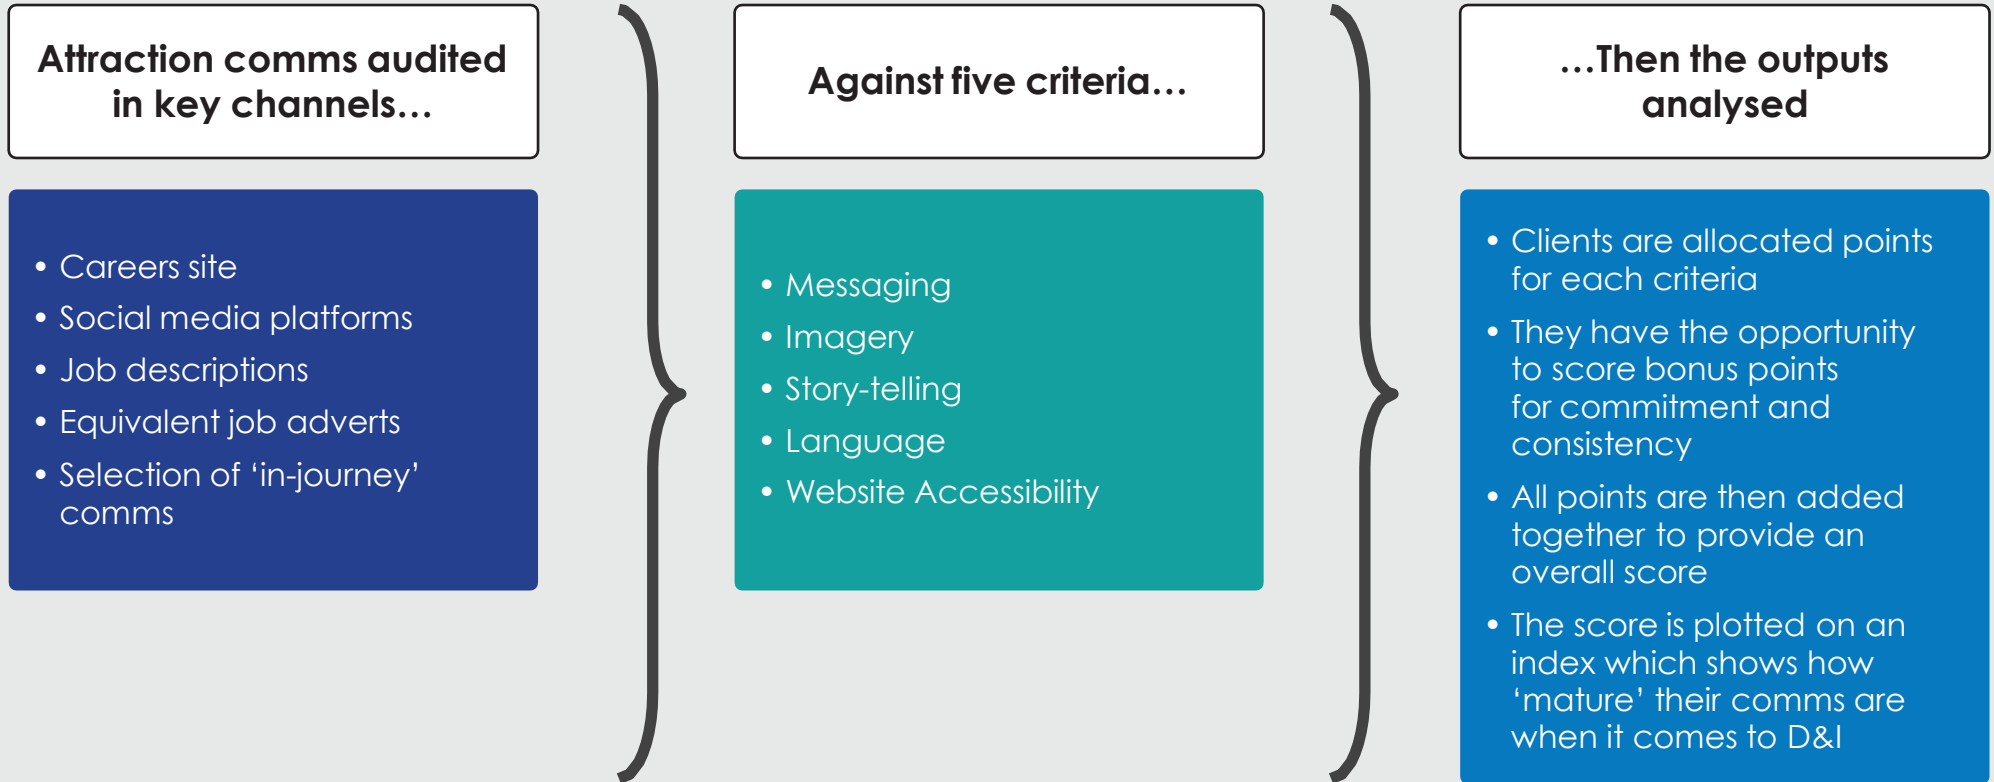 Attraction comms audited
in key channels…
• Careers site
• Social media platforms
• Job descriptions
• Equivalent job adverts
• Selection of ‘in-journey’
comms
Against five criteria…
• Messaging
• Imagery
• Story-telling
• Language
• Website Accessibility
…Then the outputs
analysed
• Clients are allocated points
for each criteria
• They have the opportunity
to score bonus points
for commitment and
consistency
• All points are then added
together to provide an
overall score
• The score is plotted on an
index which shows how
‘mature’ their comms are
when it comes to D&I